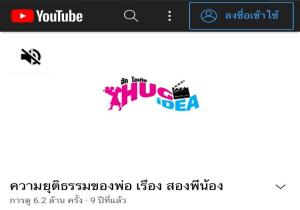 YouTube
ลงชื่อเข้าใช้
ฮัก ไอเดีย
HUG
IDEA
ความยุติธรรมของพ่อ เรื่อง สองพี่น้อง
การดู 6.2 ล้าน ครั้ง · 9 ปีที่แล้ว